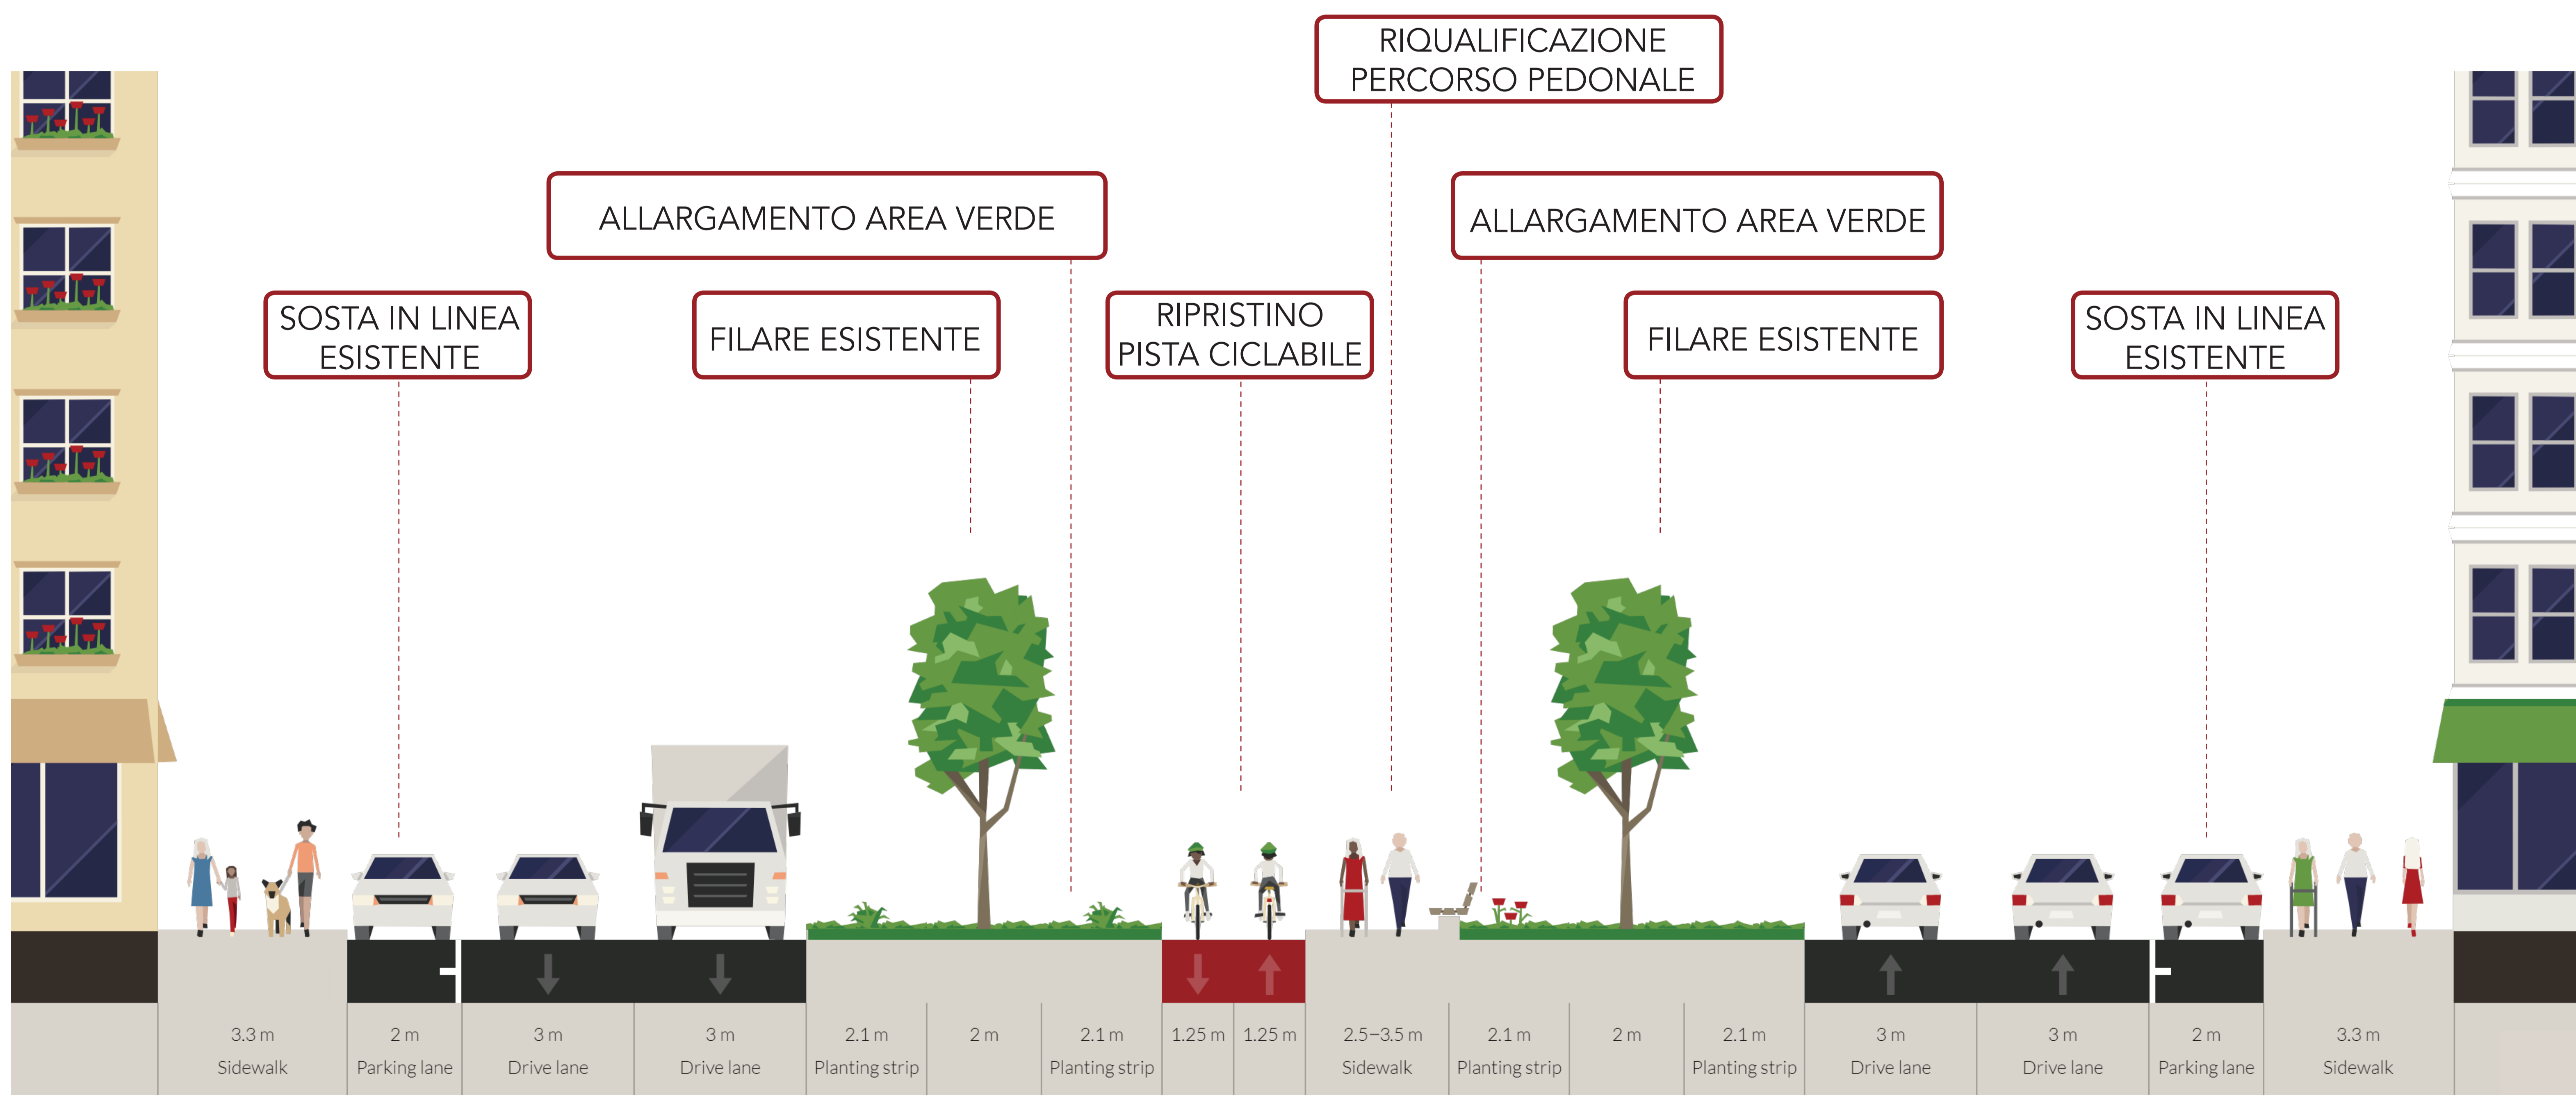 RIQUALIFICAZIONE
PERCORSO PEDONALE
ALLARGAMENTO AREA VERDE
ALLARGAMENTO AREA VERDE
SOSTA IN LINEA
ESISTENTE
FILARE ESISTENTE
RIPRISTINO
PISTA CICLABILE
FILARE ESISTENTE
SOSTA IN LINEA
ESISTENTE
3.3 m
Sidewalk
2 m
Parking lane
3 m
Drive lane
3 m
Drive lane
2.1 m
Planting strip
2 m
2.1 m
Planting strip
1.25 m
1.25 m
2.5–3.5 m
Sidewalk
2.1 m
Planting strip
2 m
2.1 m
Planting strip
3 m
Drive lane
3 m
Drive lane
2 m
Parking lane
3.3 m
Sidewalk